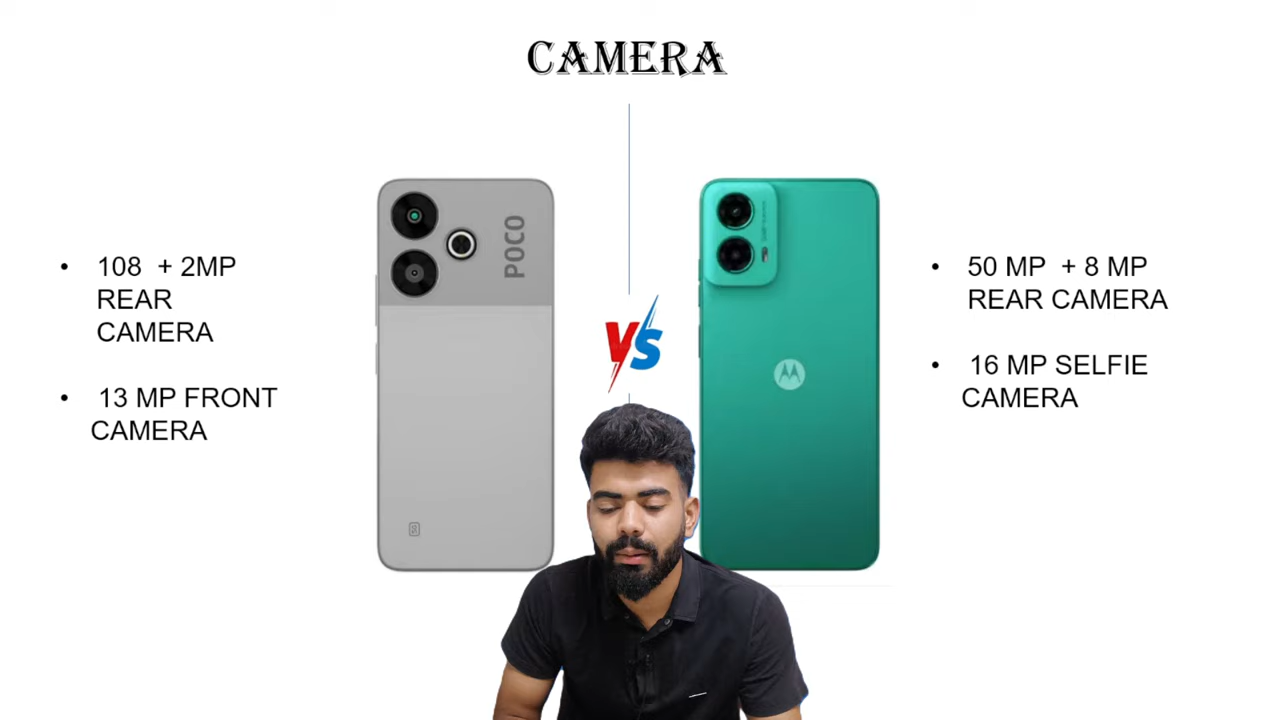 CAMERA
• 108 + 2MP
REAR
CAMERA
• 13 MP FRONT
CAMERA
POCO
VS
• 50 MP + 8 MP
REAR CAMERA
• 16 MP SELFIE
CAMERA